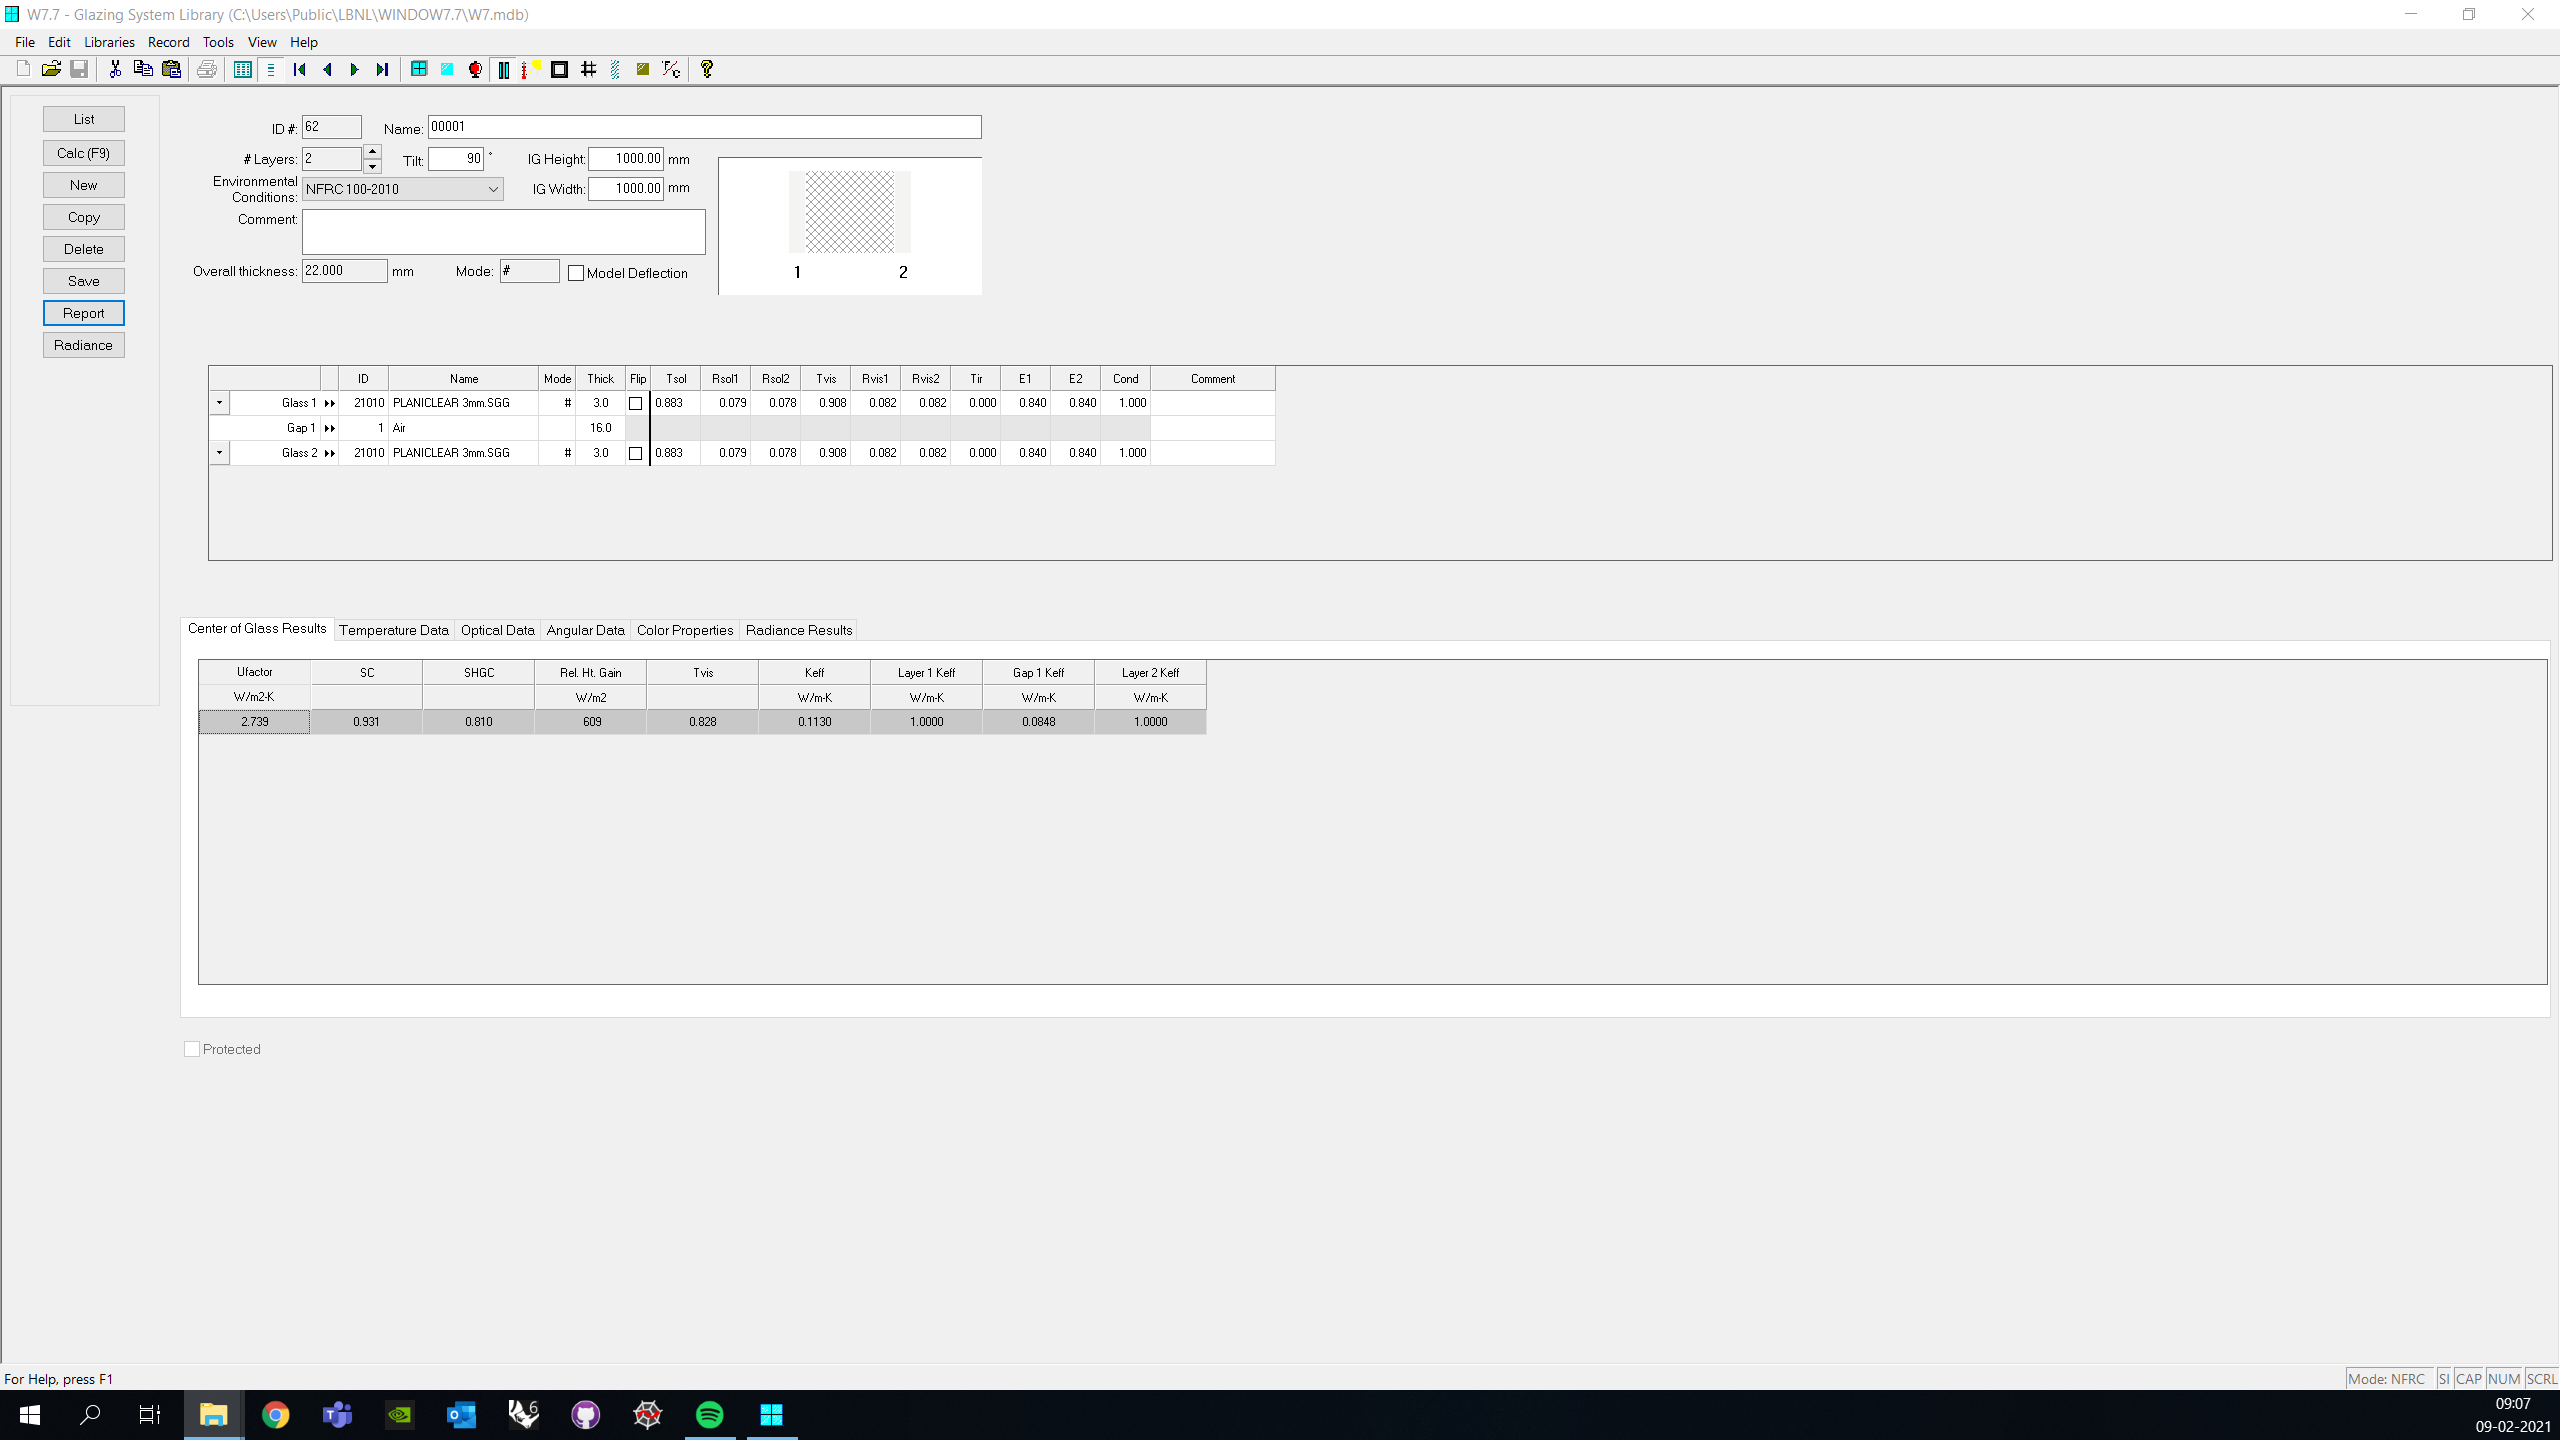 W7.7 - Glazing System Library (C:\Users\Public\LBNL\WINDOW7.7\W7.mdb)
File Edit Libraries Record Tools View Help
List
Calc (F9)
New
Copy
Delete
Save
Report
Radiance
ID #: 62 Name: 00001
# Layers: 2 Tilt: 90 ° IG Height: 1000.00 mm
Environmental Conditions: NFRC 100-2010 IG Width: 1000.00 mm
Comment:
Overall thickness: 22.000 mm Mode: # Model Deflection
1 2
ID Name Mode Thick Flip Tsol Rsol1 Rsol2 Tvis Rvis1 Rvis2 Tir E1 E2 Cond Comment
Glass 1 21010 PLANICLEAR 3mm.SGG # 3.0 0.883 0.079 0.078 0.908 0.082 0.082 0.000 0.840 0.840 1.000
Gap 1 1 Air 16.0
Glass 2 21010 PLANICLEAR 3mm.SGG # 3.0 0.883 0.079 0.078 0.908 0.082 0.082 0.000 0.840 0.840 1.000
Center of Glass Results Temperature Data Optical Data Angular Data Color Properties Radiance Results
Ufactor SC SHGC Rel. Ht. Gain Tvis Keff Layer 1 Keff Gap 1 Keff Layer 2 Keff
W/m2-K W/m2 W/m-K W/m-K W/m-K W/m-K
2.739 0.931 0.810 609 0.828 0.1130 1.0000 0.0848 1.0000
Protected
For Help, press F1
Mode: NFRC SI CAP NUM SCRL
09:07
09-02-2021